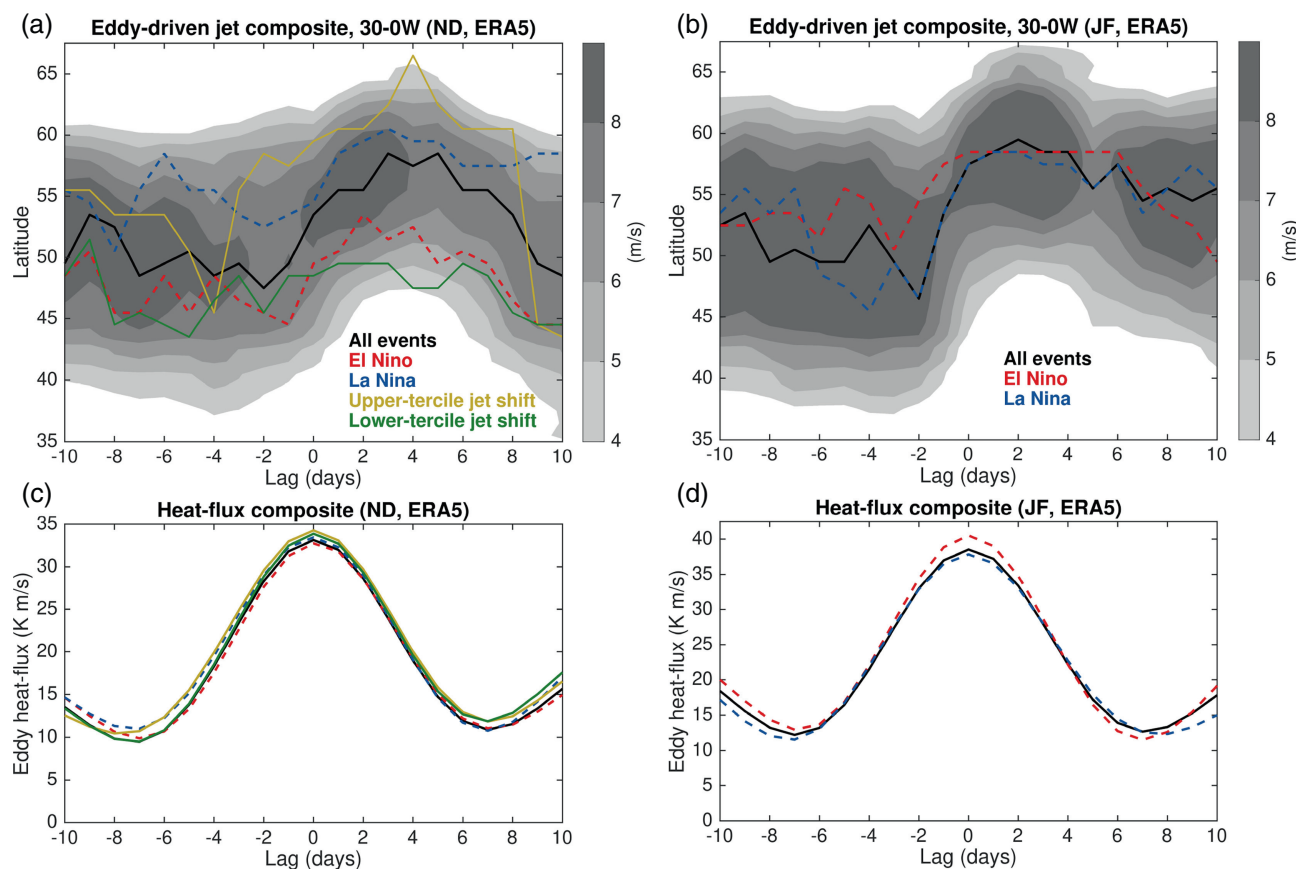 (a)
Eddy-driven jet composite, 30-0W (ND, ERA5)
65
60
55
50
45
40
35
Latitude
All events
El Nino
La Nina
Upper-tercile jet shift
Lower-tercile jet shift
-10 -8 -6 -4 -2 0 2 4 6 8 10
Lag (days)
8
7
6
5
4
(m/s)
(b)
Eddy-driven jet composite, 30-0W (JF, ERA5)
65
60
55
50
45
40
35
Latitude
All events
El Nino
La Nina
-10 -8 -6 -4 -2 0 2 4 6 8 10
Lag (days)
8
7
6
5
4
(m/s)
(c)
Heat-flux composite (ND, ERA5)
35
30
25
20
15
10
5
0
Eddy heat-flux (K m/s)
-10 -8 -6 -4 -2 0 2 4 6 8 10
Lag (days)
(d)
Heat-flux composite (JF, ERA5)
40
35
30
25
20
15
10
5
0
Eddy heat-flux (K m/s)
-10 -8 -6 -4 -2 0 2 4 6 8 10
Lag (days)